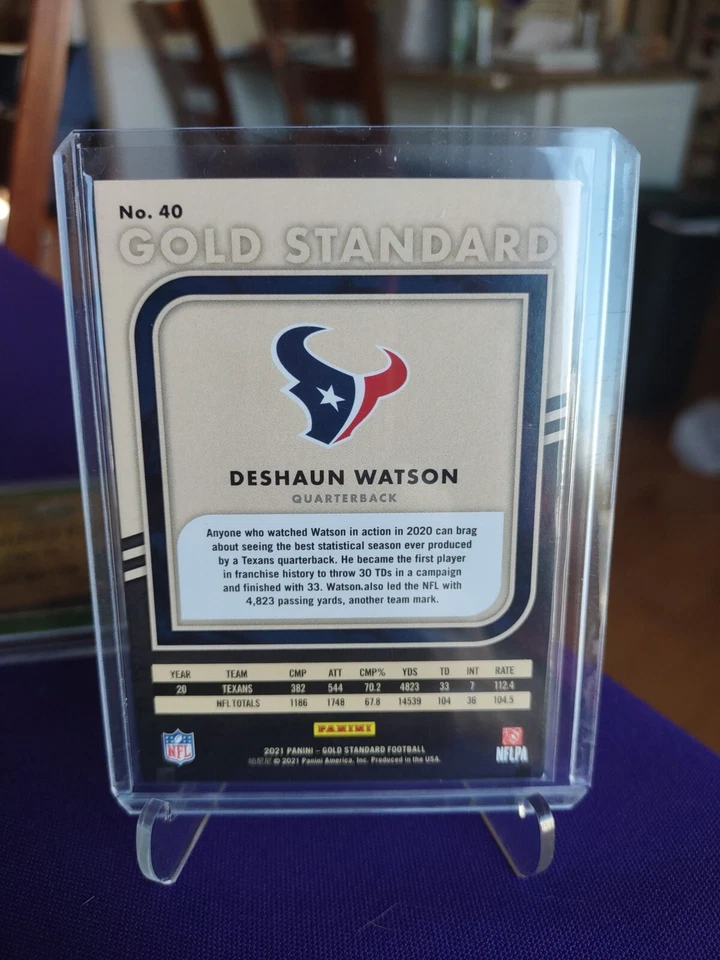 No. 40
GOLD STANDARD
DESHAUN WATSON
QUARTERBACK
Anyone who watched Watson in action in 2020 can brag
about seeing the best statistical season ever produced
by a Texans quarterback. He became the first player
in franchise history to throw 30 TDs in a campaign
and finished with 33. Watson also led the NFL with
4,823 passing yards, another team mark.
YEAR TEAM CMP ATT CMP% YDS TD INT RATE
20 TEXANS 382 544 70.2 4823 33 7 112.4
NFL TOTALS 1186 1748 67.8 14539 104 36 104.5
PANINI
NFL
NFLPA
2021 PANINI – GOLD STANDARD FOOTBALL
帕尼尼 © 2021 Panini America, Inc. Produced in the USA.